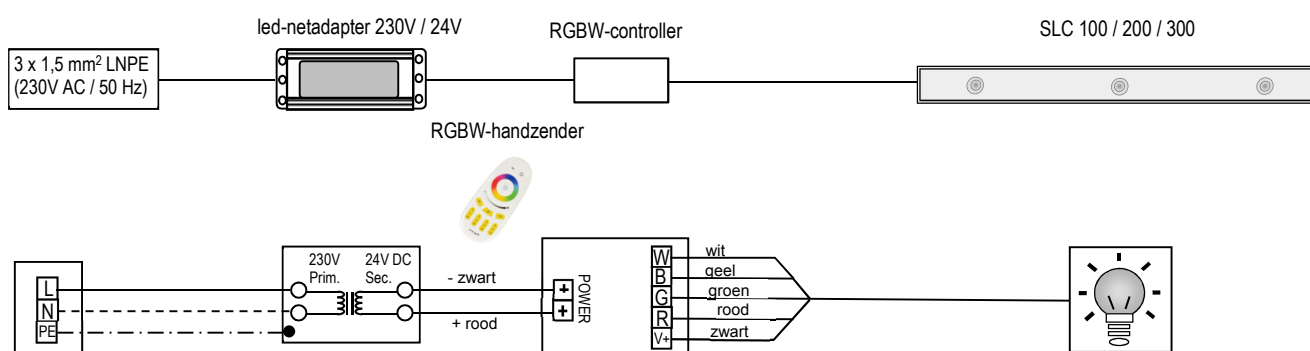 led-netadapter 230V / 24V
RGBW-controller
SLC 100 / 200 / 300
3 x 1,5 mm² LNPE
(230V AC / 50 Hz)
RGBW-handzender
L
N
PE
230V
Prim.
24V DC
Sec.
- zwart
+ rood
+
+
POWER
W
B
G
R
V+
wit
geel
groen
rood
zwart